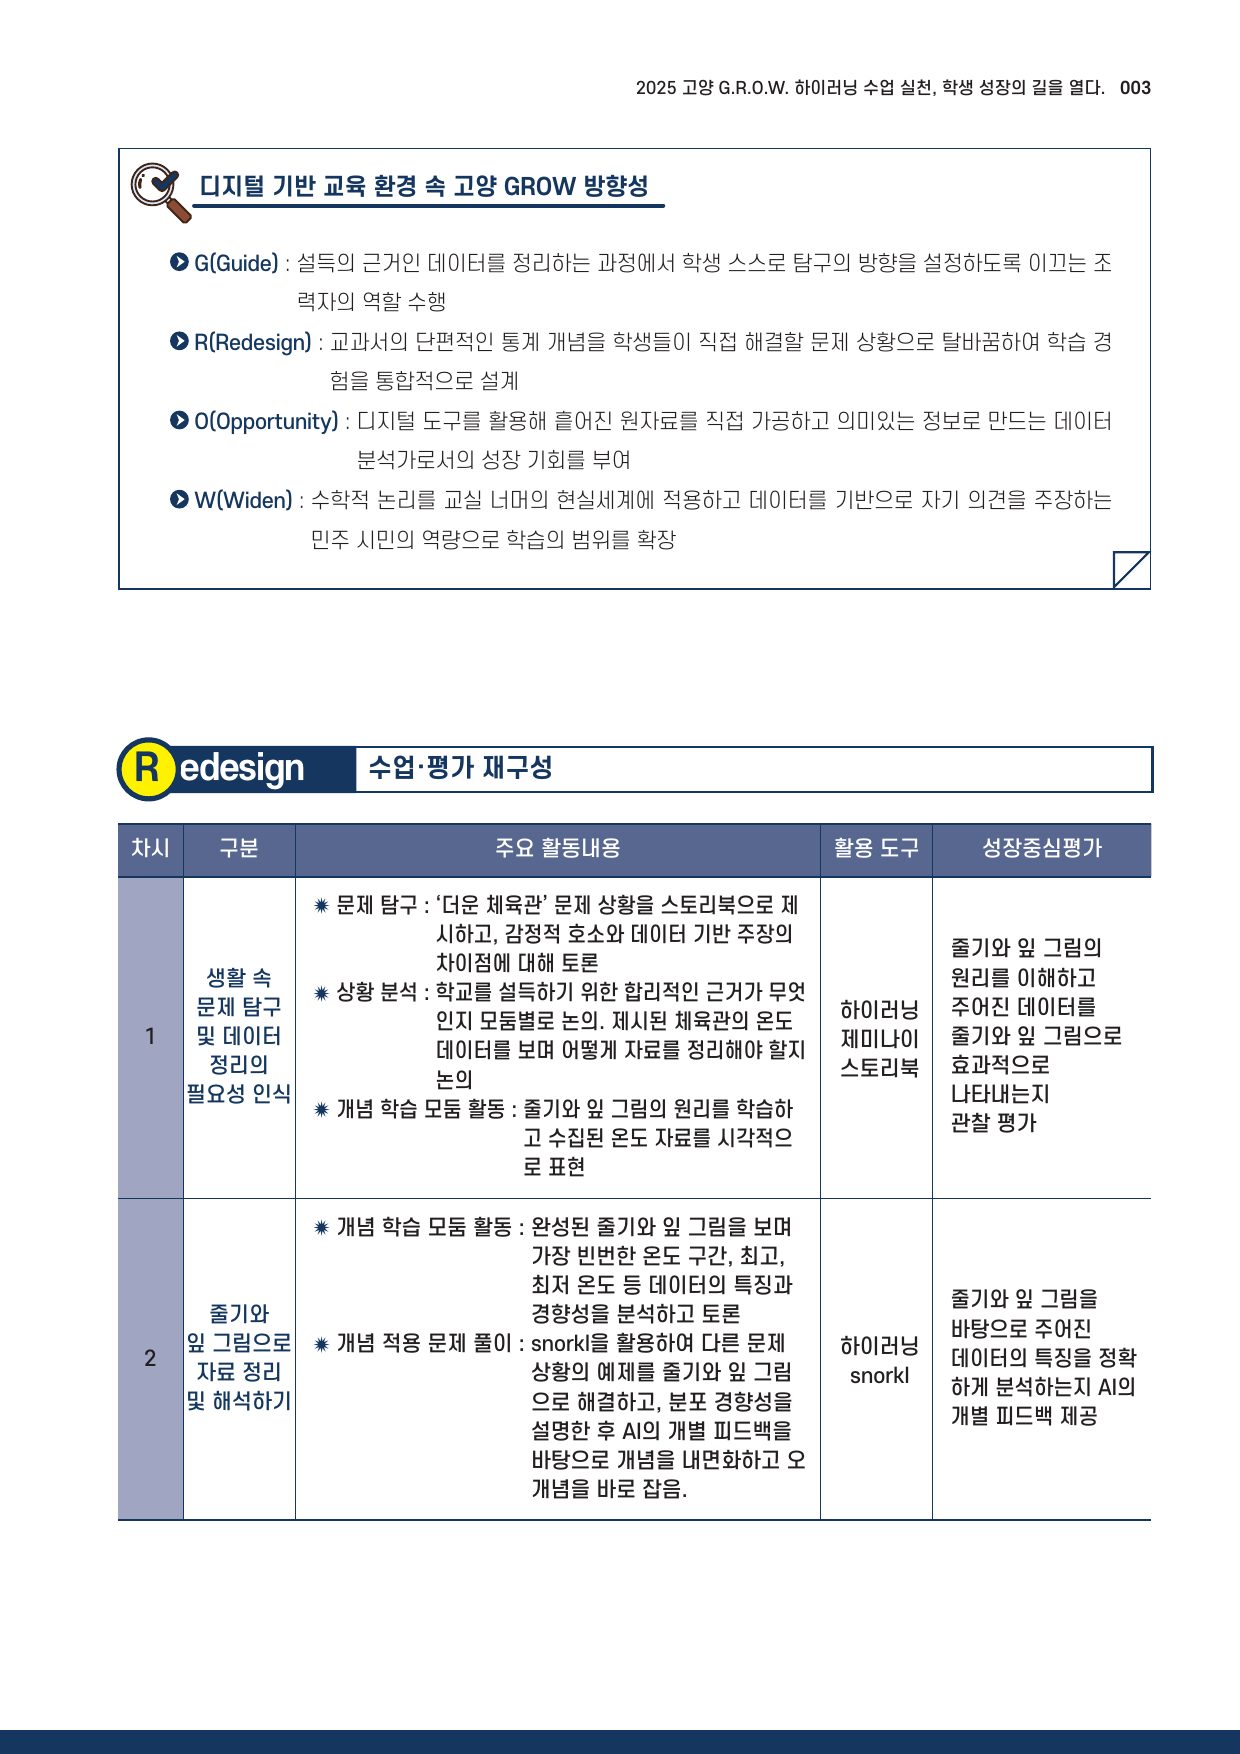 2025 고양 G.R.O.W. 하이러닝 수업 실천, 학생 성장의 길을 열다. 003
디지털 기반 교육 환경 속 고양 GROW 방향성
G(Guide) : 설득의 근거인 데이터를 정리하는 과정에서 학생 스스로 탐구의 방향을 설정하도록 이끄는 조
력자의 역할 수행
R(Redesign) : 교과서의 단편적인 통계 개념을 학생들이 직접 해결할 문제 상황으로 탈바꿈하여 학습 경
험을 통합적으로 설계
O(Opportunity) : 디지털 도구를 활용해 흩어진 원자료를 직접 가공하고 의미있는 정보로 만드는 데이터
분석가로서의 성장 기회를 부여
W(Widen) : 수학적 논리를 교실 너머의 현실세계에 적용하고 데이터를 기반으로 자기 의견을 주장하는
민주 시민의 역량으로 학습의 범위를 확장
Redesign 수업·평가 재구성
차시 구분 주요 활동내용 활용 도구 성장중심평가
1
생활 속
문제 탐구
및 데이터
정리의
필요성 인식
✹ 문제 탐구 : ‘더운 체육관’ 문제 상황을 스토리북으로 제
시하고, 감정적 호소와 데이터 기반 주장의
차이점에 대해 토론
✹ 상황 분석 : 학교를 설득하기 위한 합리적인 근거가 무엇
인지 모둠별로 논의. 제시된 체육관의 온도
데이터를 보며 어떻게 자료를 정리해야 할지
논의
✹ 개념 학습 모둠 활동 : 줄기와 잎 그림의 원리를 학습하
고 수집된 온도 자료를 시각적으
로 표현
하이러닝
제미나이
스토리북
줄기와 잎 그림의
원리를 이해하고
주어진 데이터를
줄기와 잎 그림으로
효과적으로
나타내는지
관찰 평가
2
줄기와
잎 그림으로
자료 정리
및 해석하기
✹ 개념 학습 모둠 활동 : 완성된 줄기와 잎 그림을 보며
가장 빈번한 온도 구간, 최고,
최저 온도 등 데이터의 특징과
경향성을 분석하고 토론
✹ 개념 적용 문제 풀이 : snorkl을 활용하여 다른 문제
상황의 예제를 줄기와 잎 그림
으로 해결하고, 분포 경향성을
설명한 후 AI의 개별 피드백을
바탕으로 개념을 내면화하고 오
개념을 바로 잡음.
하이러닝
snorkl
줄기와 잎 그림을
바탕으로 주어진
데이터의 특징을 정확
하게 분석하는지 AI의
개별 피드백 제공